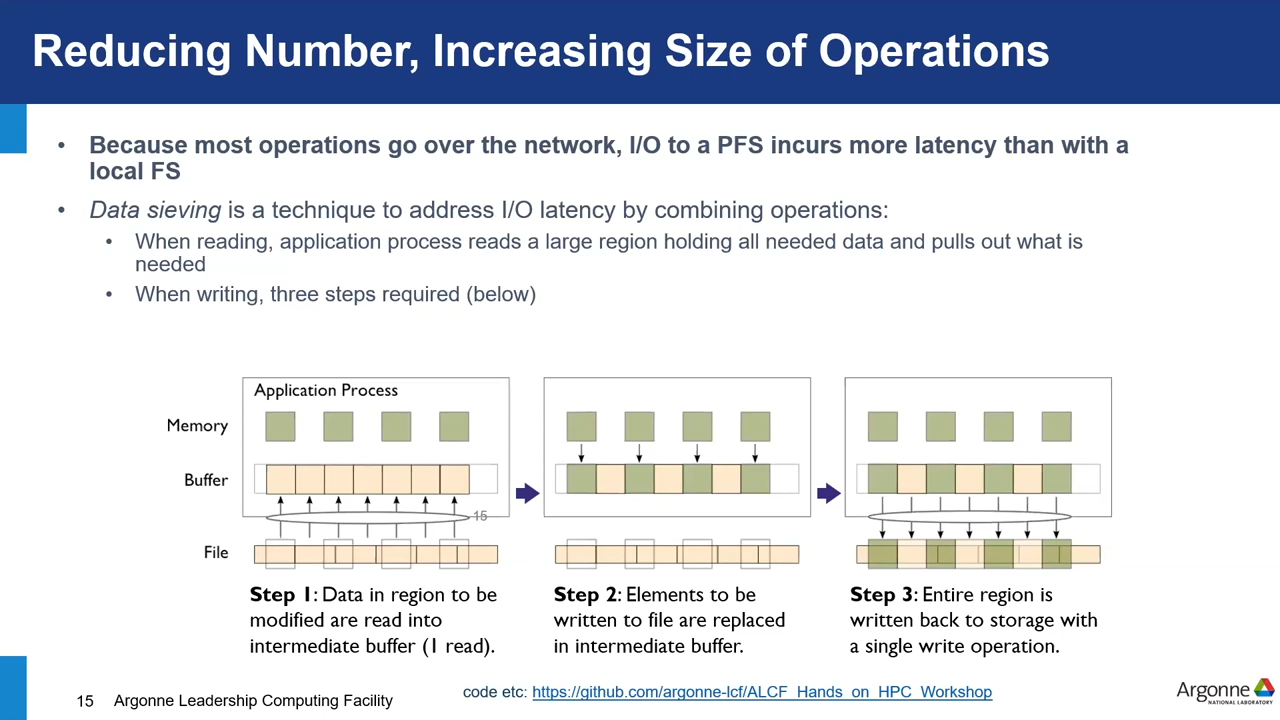 Reducing Number, Increasing Size of Operations
• Because most operations go over the network, I/O to a PFS incurs more latency than with a
local FS
• Data sieving is a technique to address I/O latency by combining operations:
• When reading, application process reads a large region holding all needed data and pulls out what is
needed
• When writing, three steps required (below)
Application Process
Memory
Buffer
15
File
Step 1: Data in region to be
modified are read into
intermediate buffer (1 read).
Step 2: Elements to be
written to file are replaced
in intermediate buffer.
Step 3: Entire region is
written back to storage with
a single write operation.
15 Argonne Leadership Computing Facility
code etc: https://github.com/argonne-lcf/ALCF_Hands_on_HPC_Workshop
Argonne
NATIONAL LABORATORY